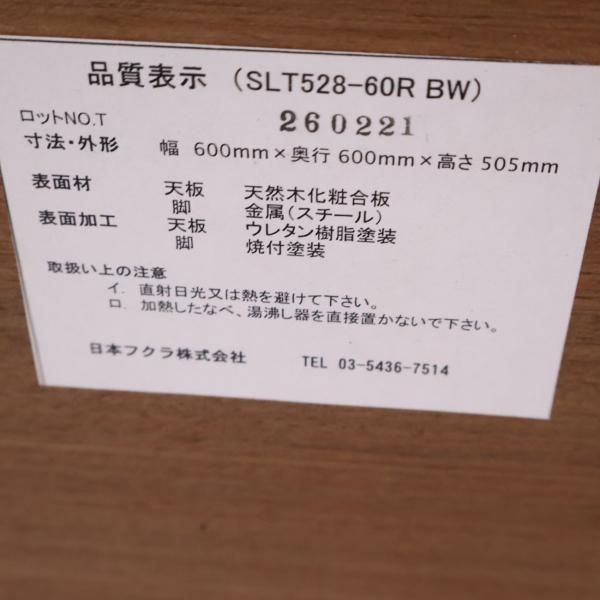 品質表示 （SLT528-60R BW）
ロットNO.T 260221
寸法・外形 幅 600mm×奥行 600mm×高さ 505mm
表面材 天板 天然木化粧合板
脚 金属（スチール）
表面加工 天板 ウレタン樹脂塗装
脚 焼付塗装
取扱い上の注意
イ. 直射日光又は熱を避けて下さい。
ロ. 加熱したなべ、湯沸し器を直接置かないで下さい。
日本フクラ株式会社 TEL 03-5436-7514